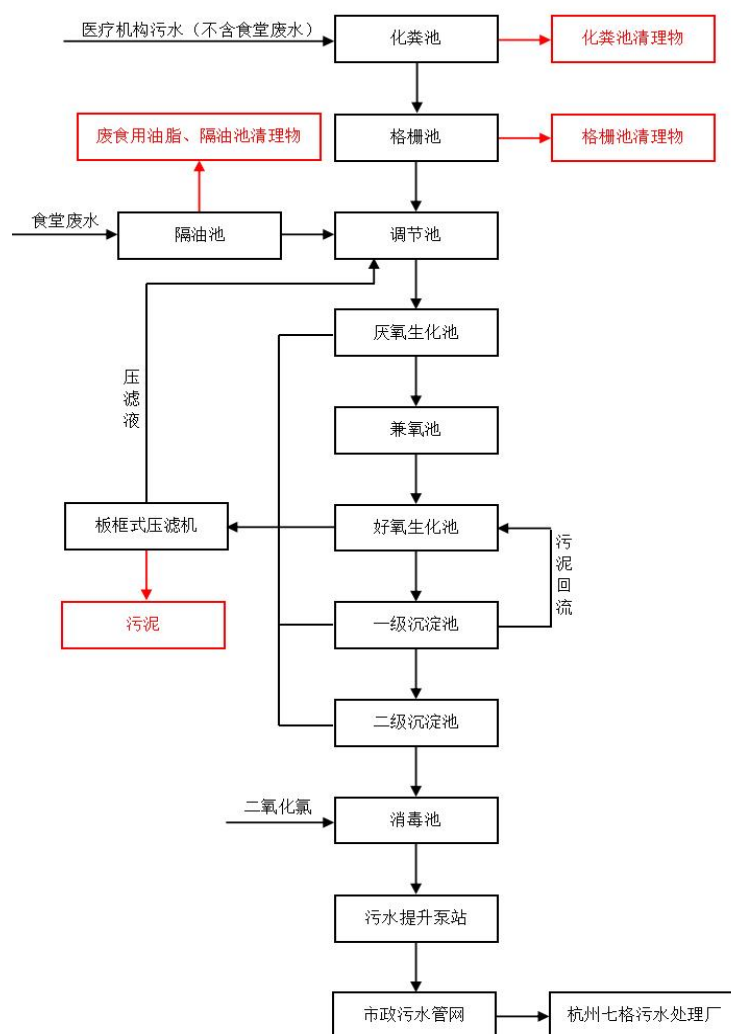 医疗机构污水（不含食堂废水）
化粪池
化粪池清理物
废食用油脂、隔油池清理物
格栅池
格栅池清理物
食堂废水
隔油池
调节池
厌氧生化池
压滤液
兼氧池
板框式压滤机
好氧生化池
污泥回流
污泥
一级沉淀池
二级沉淀池
二氧化氯
消毒池
污水提升泵站
市政污水管网
杭州七格污水处理厂